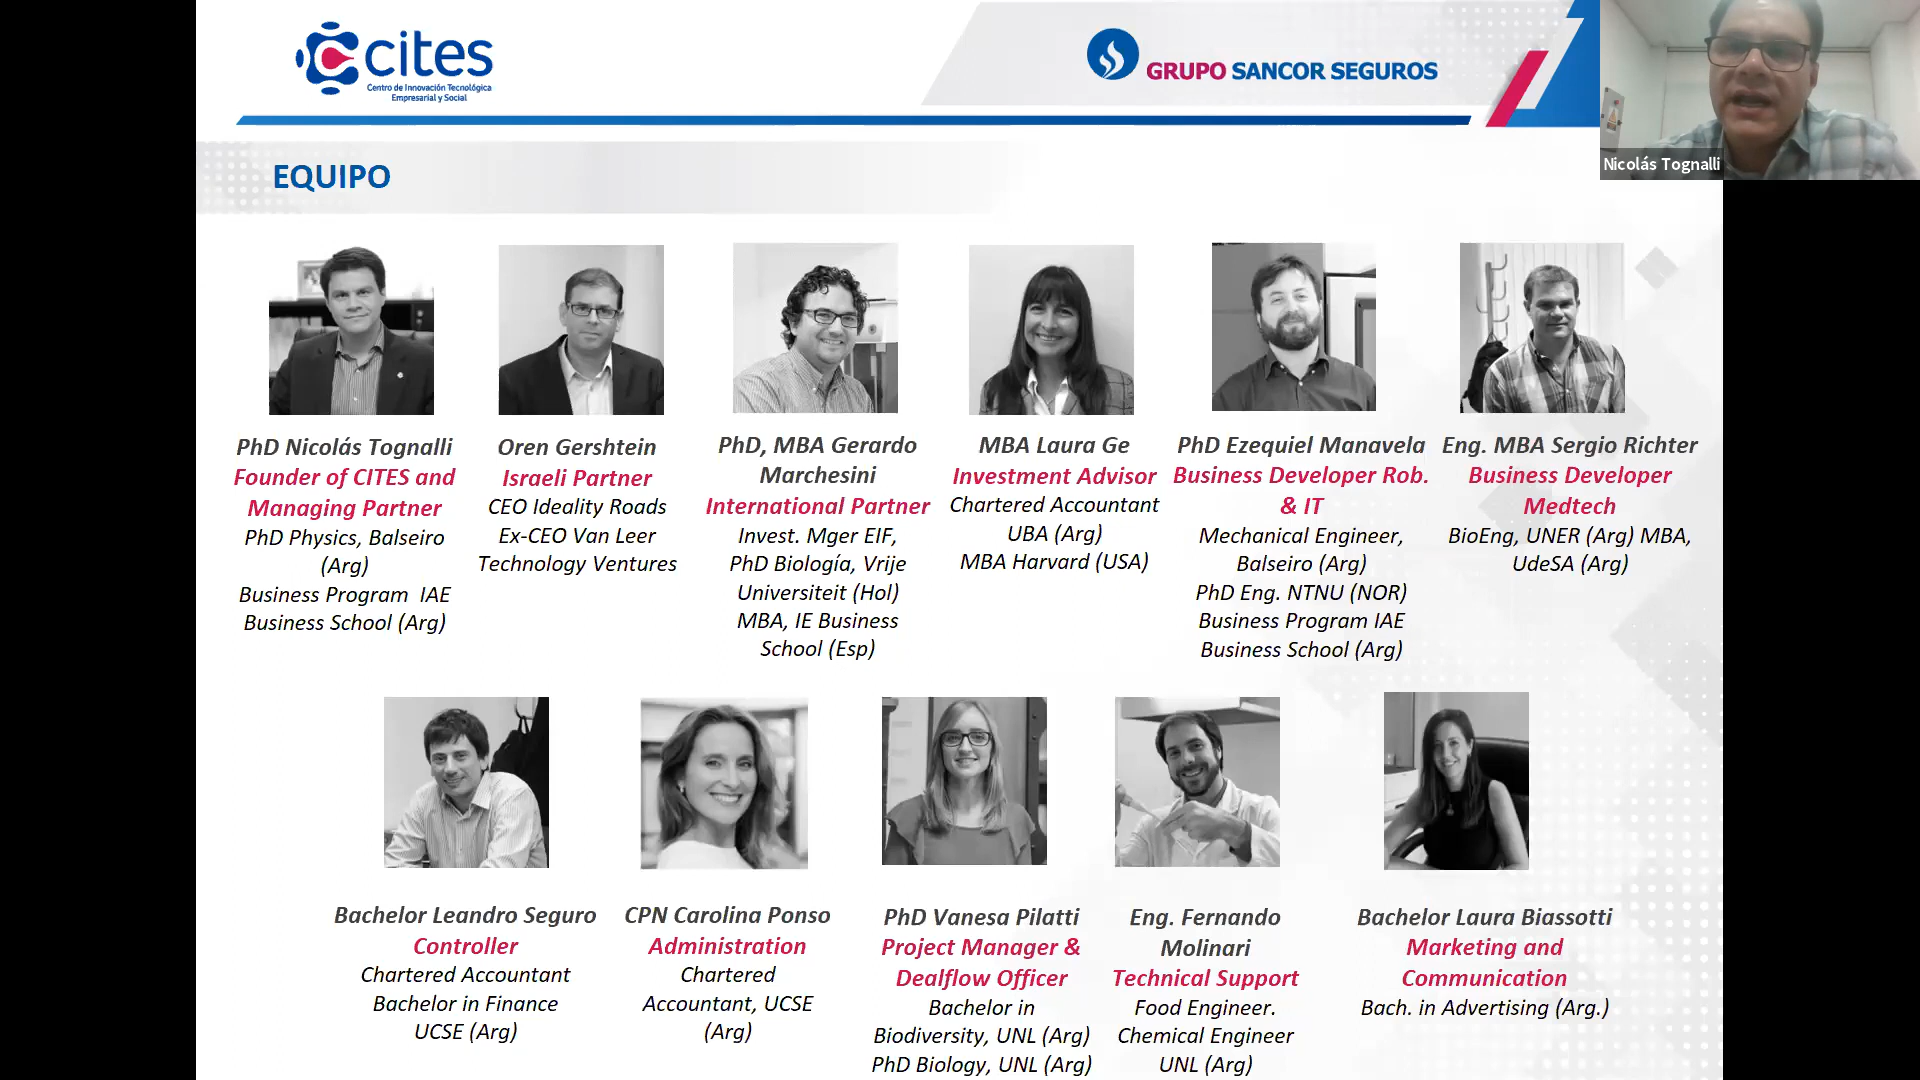 cites
Centro de Innovación Tecnológica
Empresarial y Social
GRUPO SANCOR SEGUROS
Nicolás Tognalli
EQUIPO
PhD Nicolás Tognalli
Founder of CITES and
Managing Partner
PhD Physics, Balseiro
(Arg)
Business Program IAE
Business School (Arg)
Oren Gershtein
Israeli Partner
CEO Ideality Roads
Ex-CEO Van Leer
Technology Ventures
PhD, MBA Gerardo
Marchesini
International Partner
Invest. Mger EIF,
PhD Biología, Vrije
Universiteit (Hol)
MBA, IE Business
School (Esp)
MBA Laura Ge
Investment Advisor
Chartered Accountant
UBA (Arg)
MBA Harvard (USA)
PhD Ezequiel Manavela
Business Developer Rob.
& IT
Mechanical Engineer,
Balseiro (Arg)
PhD Eng. NTNU (NOR)
Business Program IAE
Business School (Arg)
Eng. MBA Sergio Richter
Business Developer
Medtech
BioEng, UNER (Arg) MBA,
UdeSA (Arg)
Bachelor Leandro Seguro
Controller
Chartered Accountant
Bachelor in Finance
UCSE (Arg)
CPN Carolina Ponso
Administration
Chartered
Accountant, UCSE
(Arg)
PhD Vanesa Pilatti
Project Manager &
Dealflow Officer
Bachelor in
Biodiversity, UNL (Arg)
PhD Biology, UNL (Arg)
Eng. Fernando
Molinari
Technical Support
Food Engineer.
Chemical Engineer
UNL (Arg)
Bachelor Laura Biassotti
Marketing and
Communication
Bach. in Advertising (Arg.)